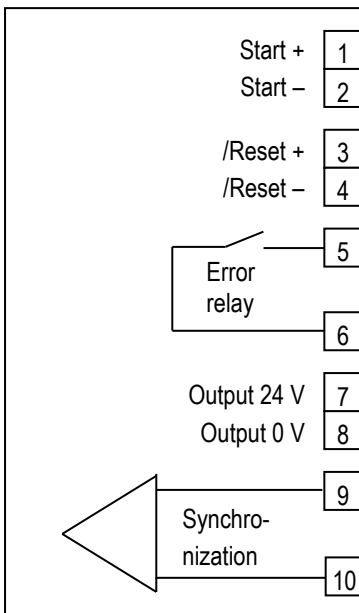 Start + 1
Start – 2
/Reset + 3
/Reset – 4
5
Error
relay
6
Output 24 V 7
Output 0 V 8
9
Synchro-
nization
10